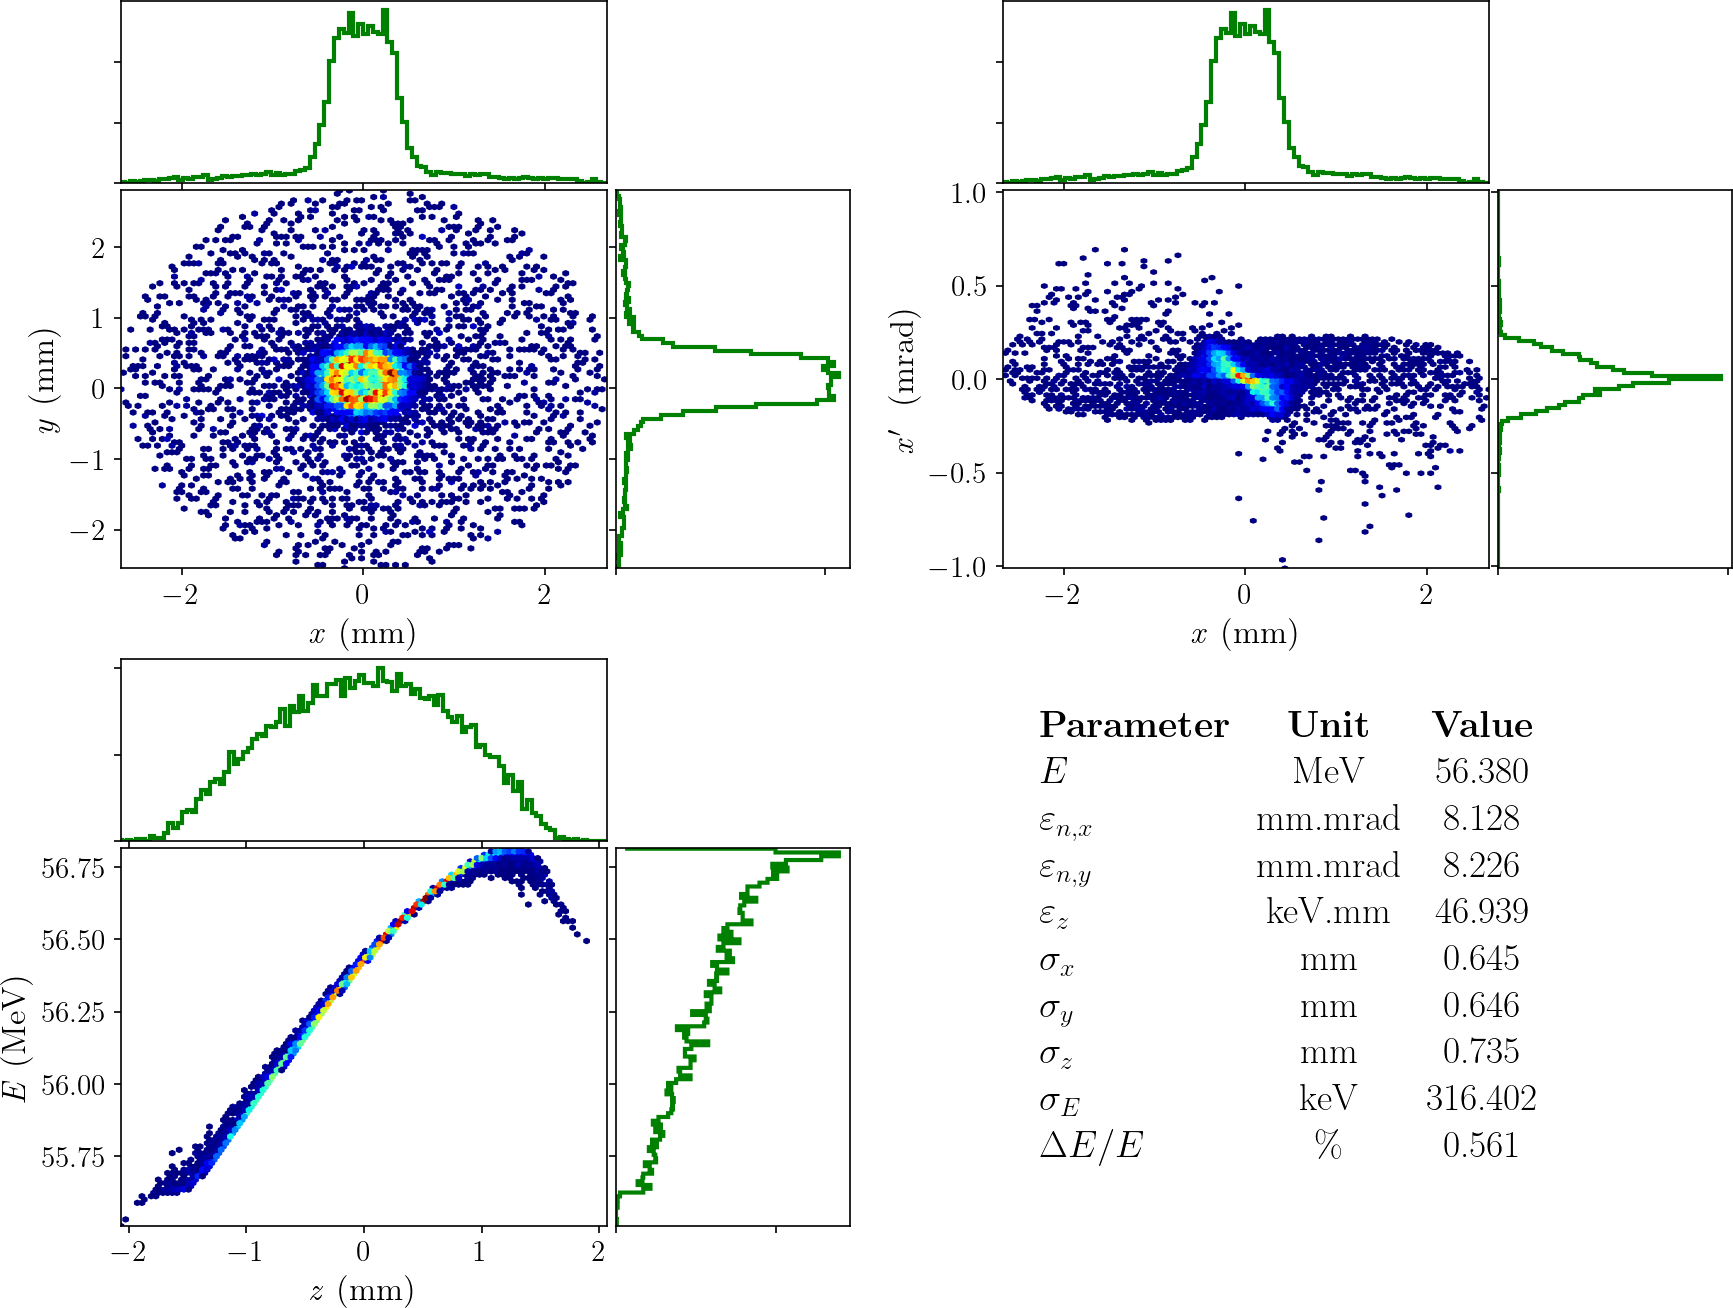 2
1
0
−1
−2
y (mm)
−2 0 2
x (mm)
1.0
0.5
0.0
−0.5
−1.0
x′ (mrad)
−2 0 2
x (mm)
56.75
56.50
56.25
56.00
55.75
E (MeV)
−2 −1 0 1 2
z (mm)
Parameter Unit Value
E MeV 56.380
εn,x mm.mrad 8.128
εn,y mm.mrad 8.226
εz keV.mm 46.939
σx mm 0.645
σy mm 0.646
σz mm 0.735
σE keV 316.402
ΔE/E % 0.561